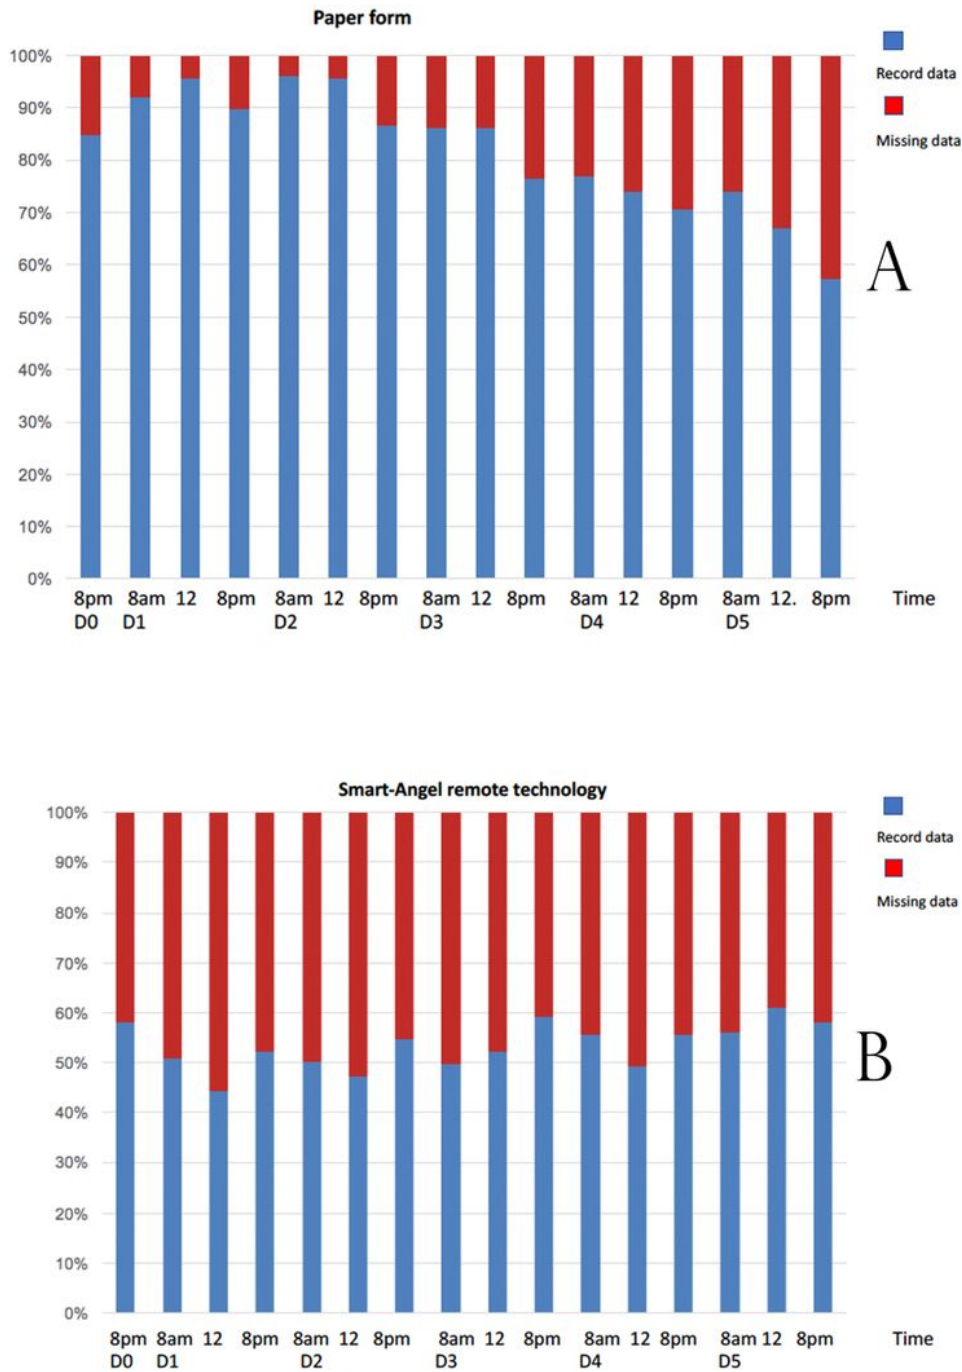 Paper form
100%
90%
80%
70%
60%
50%
40%
30%
20%
10%
0%
8pm 8am 12 8pm 8am 12 8pm 8am 12 8pm 8am 12 8pm 8am 12. 8pm Time
D0 D1 D2 D3 D4 D5
Record data
Missing data
A
Smart-Angel remote technology
100%
90%
80%
70%
60%
50%
40%
30%
20%
10%
0%
8pm 8am 12 8pm 8am 12 8pm 8am 12 8pm 8am 12 8pm 8am 12 8pm Time
D0 D1 D2 D3 D4 D5
Record data
Missing data
B